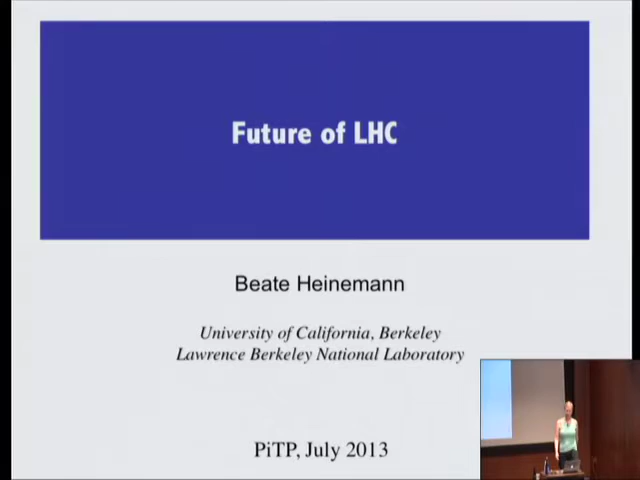 Future of LHC
Beate Heinemann
University of California, Berkeley
Lawrence Berkeley National Laboratory
PiTP, July 2013